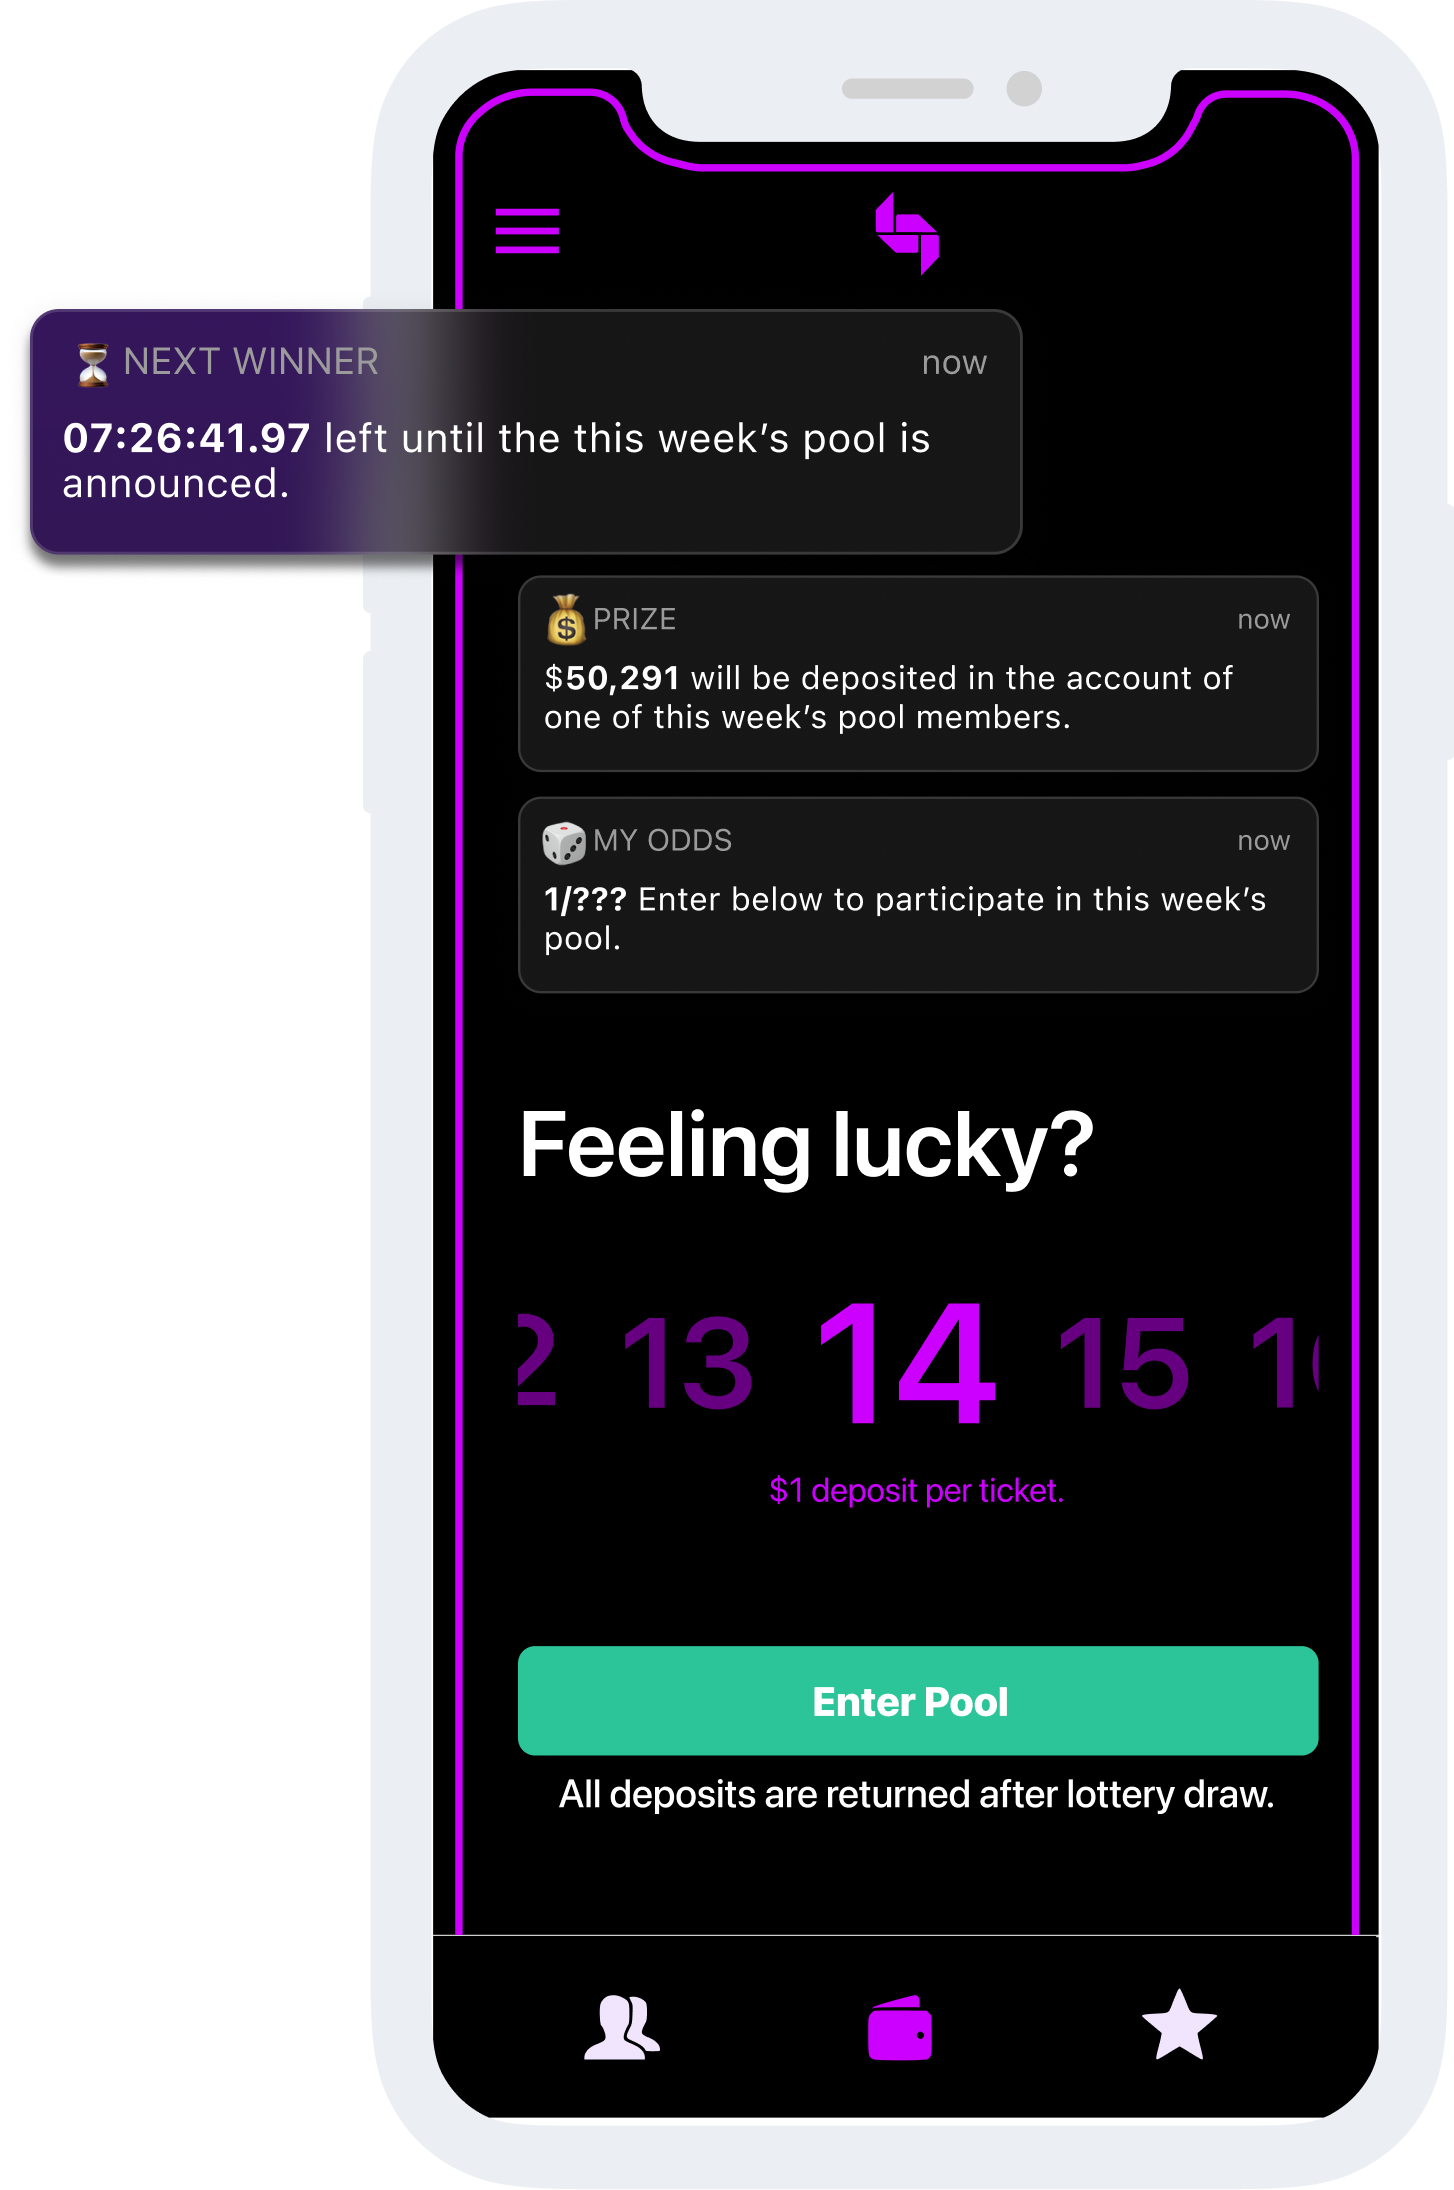 NEXT WINNER now
07:26:41.97 left until the this week’s pool is
announced.
PRIZE now
$50,291 will be deposited in the account of
one of this week’s pool members.
MY ODDS now
1/??? Enter below to participate in this week’s
pool.
Feeling lucky?
2 13 14 15 1
$1 deposit per ticket.
Enter Pool
All deposits are returned after lottery draw.